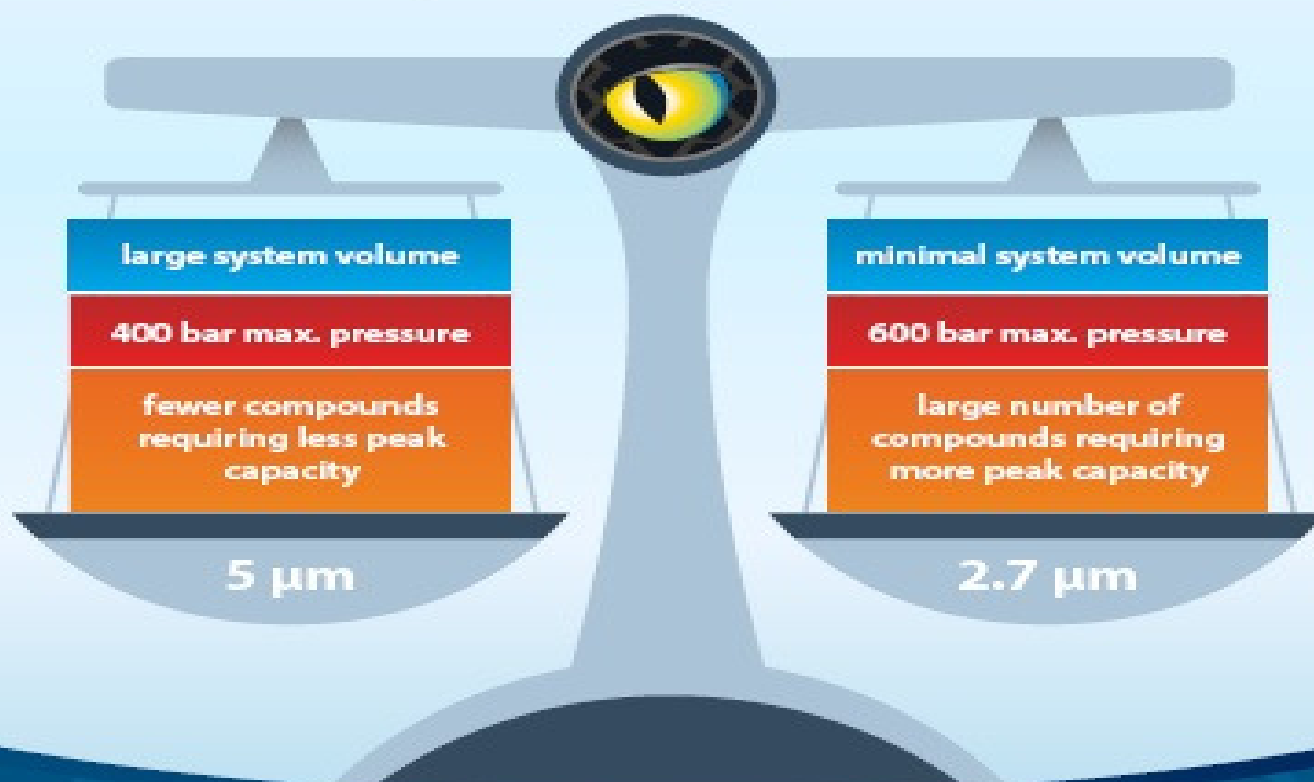 large system volume
400 bar max. pressure
fewer compounds
requiring less peak
capacity
5 µm
minimal system volume
600 bar max. pressure
large number of
compounds requiring
more peak capacity
2.7 µm